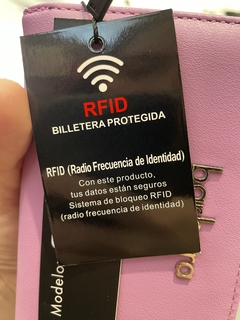 RFID
BILLETERA PROTEGIDA
RFID (Radio Frecuencia de Identidad)
Con este producto,
tus datos están seguros
Sistema de bloqueo RFID
(radio frecuencia de identidad)
Modelo